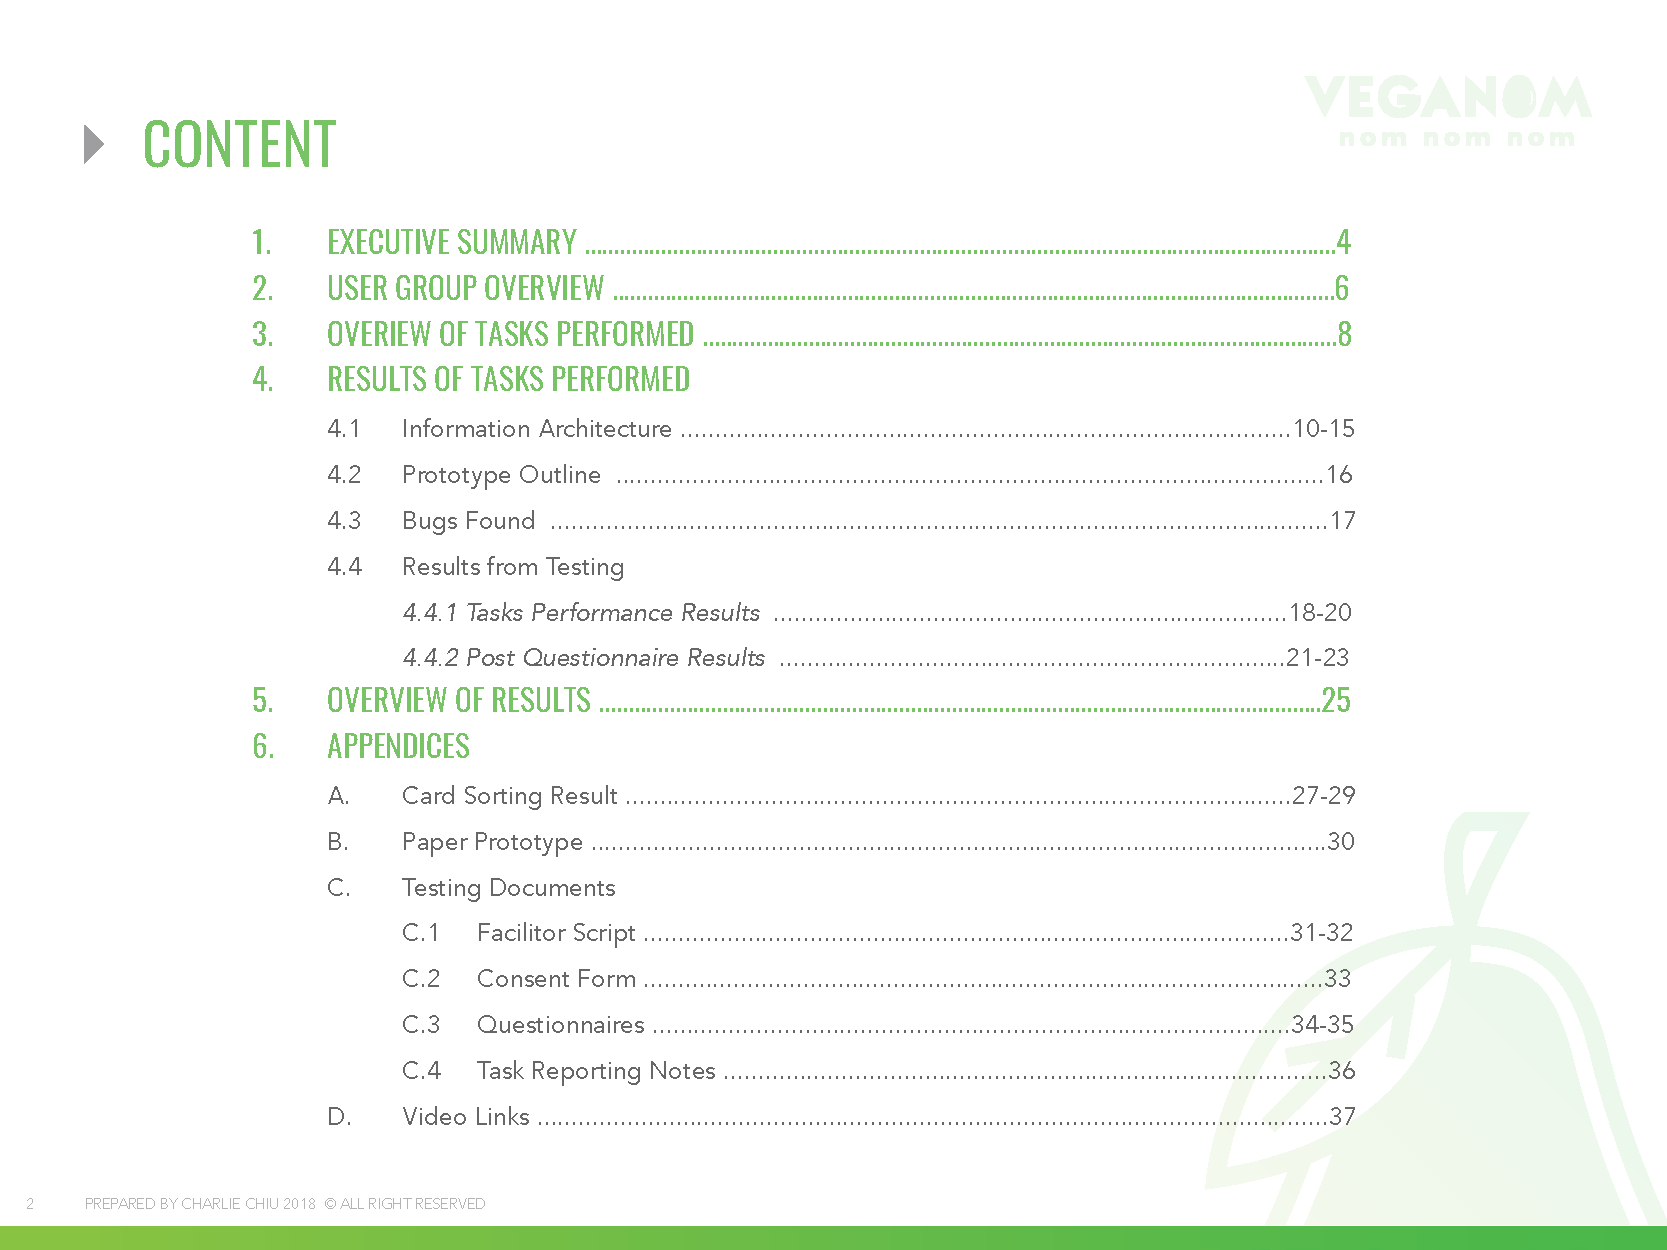 VEGANOM
nom nom nom
CONTENT
1. EXECUTIVE SUMMARY ....................4
2. USER GROUP OVERVIEW ....................6
3. OVERIEW OF TASKS PERFORMED ....................8
4. RESULTS OF TASKS PERFORMED
4.1 Information Architecture ....................10-15
4.2 Prototype Outline ....................16
4.3 Bugs Found ....................17
4.4 Results from Testing
4.4.1 Tasks Performance Results ....................18-20
4.4.2 Post Questionnaire Results ....................21-23
5. OVERVIEW OF RESULTS ....................25
6. APPENDICES
A. Card Sorting Result ....................27-29
B. Paper Prototype ....................30
C. Testing Documents
C.1 Facilitor Script ....................31-32
C.2 Consent Form ....................33
C.3 Questionnaires ....................34-35
C.4 Task Reporting Notes ....................36
D. Video Links ....................37
2 PREPARED BY CHARLIE CHIU 2018 © ALL RIGHT RESERVED